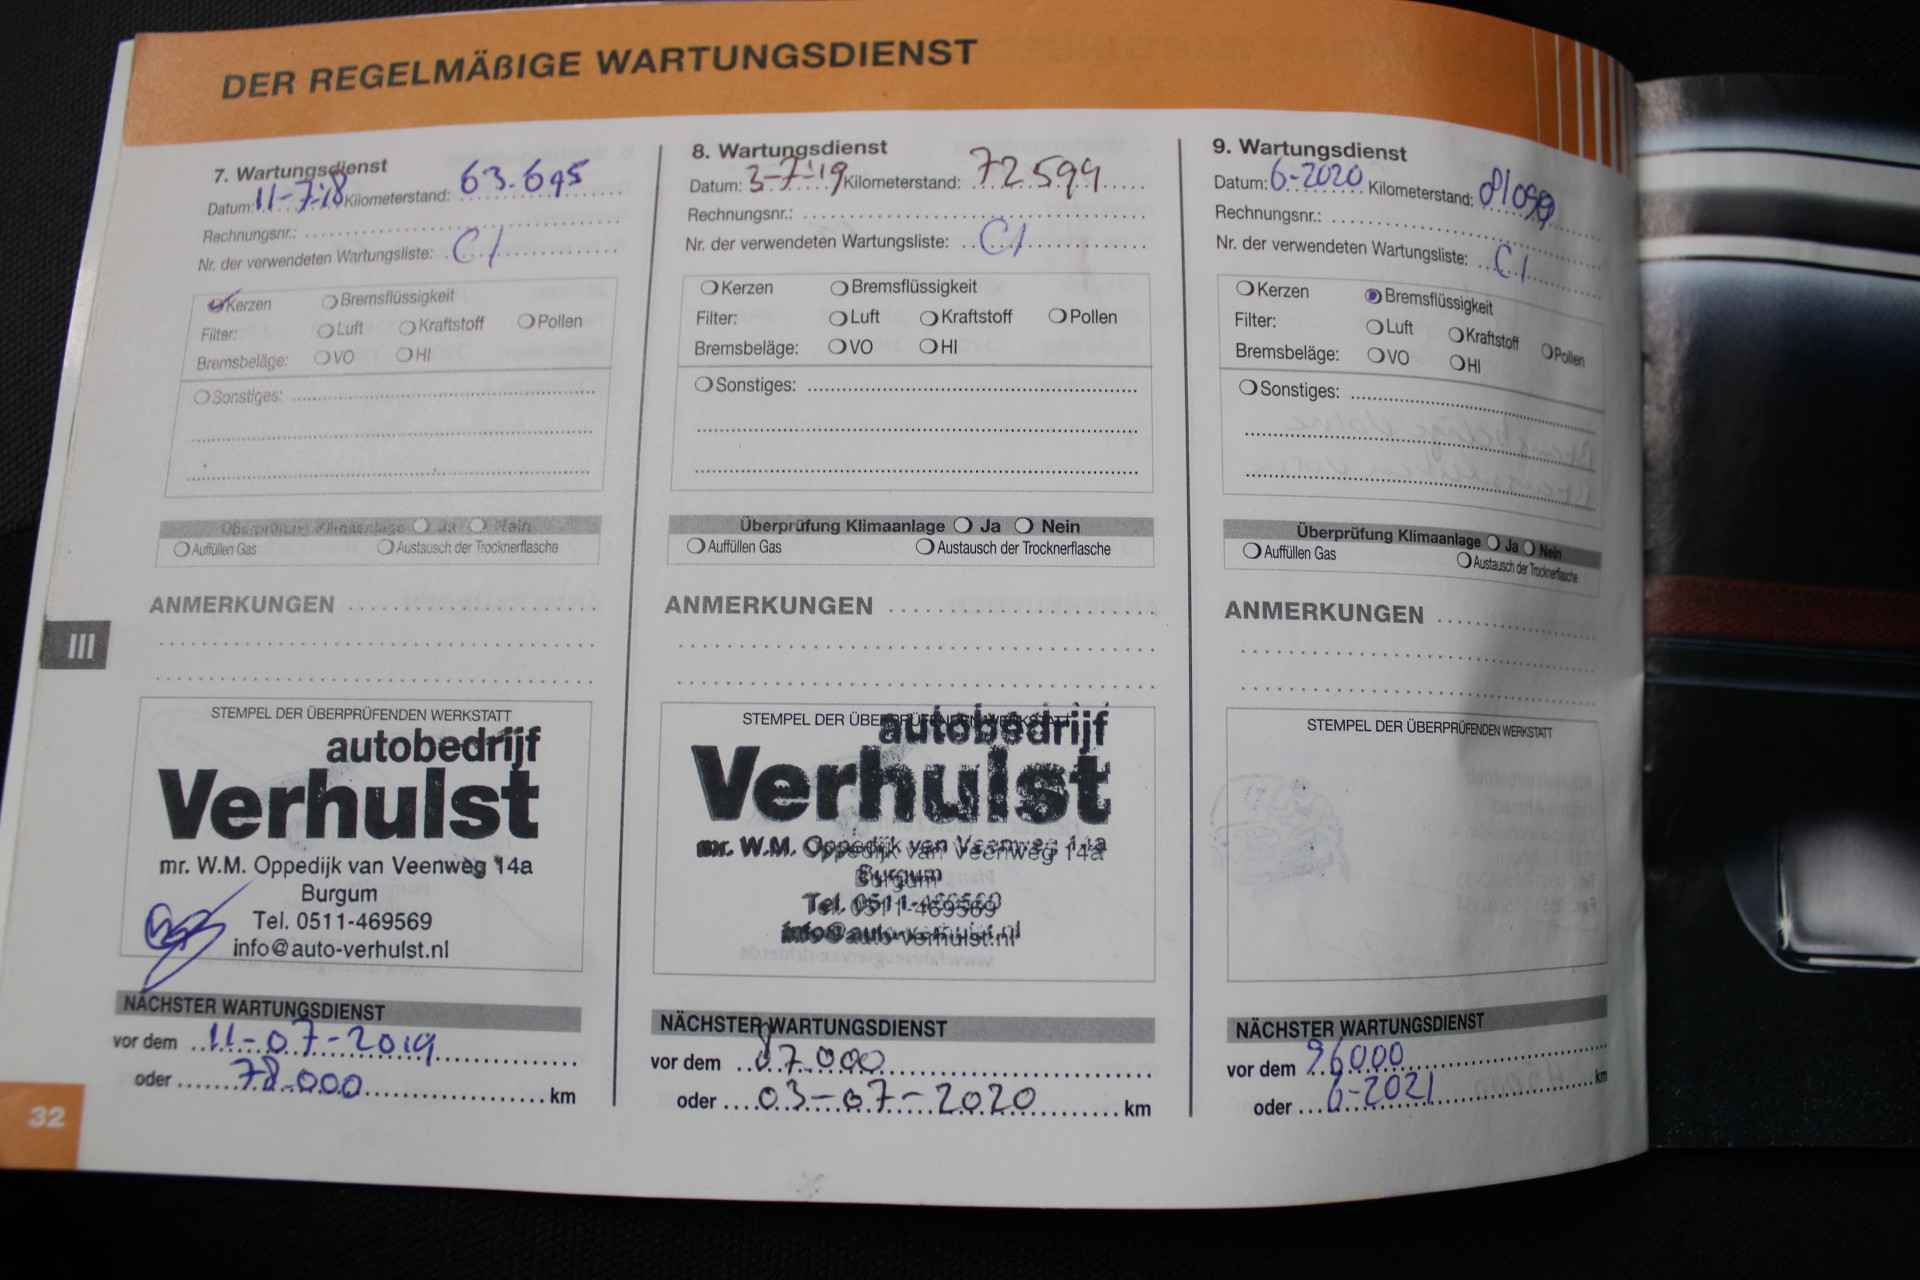 DER REGELMÄßIGE WARTUNGSDIENST
7. Wartungsdienst
Datum: 11-7-18 Kilometerstand: 63.695
Rechnungsnr.:
Nr. der verwendeten Wartungsliste: C1
Kerzen Bremsflüssigkeit
Filter: Luft Kraftstoff Pollen
Bremsbeläge: VO HI
Sonstiges:
Überprüfung Klimaanlage Ja Nein
Auffüllen Gas Austausch der Trocknerflasche
ANMERKUNGEN
STEMPEL DER ÜBERPRÜFENDEN WERKSTATT
autobedrijf
Verhulst
mr. W.M. Oppedijk van Veenweg 14a
Burgum
Tel. 0511-469569
info@auto-verhulst.nl
NÄCHSTER WARTUNGSDIENST
vor dem 11-07-2019
oder 78.000 km
8. Wartungsdienst
Datum: 3-7-'19 Kilometerstand: 72.599
Rechnungsnr.:
Nr. der verwendeten Wartungsliste: C1
Kerzen Bremsflüssigkeit
Filter: Luft Kraftstoff Pollen
Bremsbeläge: VO HI
Sonstiges:
Überprüfung Klimaanlage Ja Nein
Auffüllen Gas Austausch der Trocknerflasche
ANMERKUNGEN
STEMPEL DER ÜBERPRÜFENDEN WERKSTATT
autobedrijf
Verhulst
mr. W.M. Oppedijk van Veenweg 14a
Burgum
Tel. 0511-469569
info@auto-verhulst.nl
NÄCHSTER WARTUNGSDIENST
vor dem 87.000
oder 03-07-2020 km
9. Wartungsdienst
Datum: 6-2020 Kilometerstand:
Rechnungsnr.:
Nr. der verwendeten Wartungsliste: C1
Kerzen Bremsflüssigkeit
Filter: Luft Kraftstoff Pollen
Bremsbeläge: VO HI
Sonstiges:
Überprüfung Klimaanlage Ja Nein
Auffüllen Gas Austausch der Trocknerflasche
ANMERKUNGEN
STEMPEL DER ÜBERPRÜFENDEN WERKSTATT
NÄCHSTER WARTUNGSDIENST
vor dem 96000
oder 6-2021 km
III
32